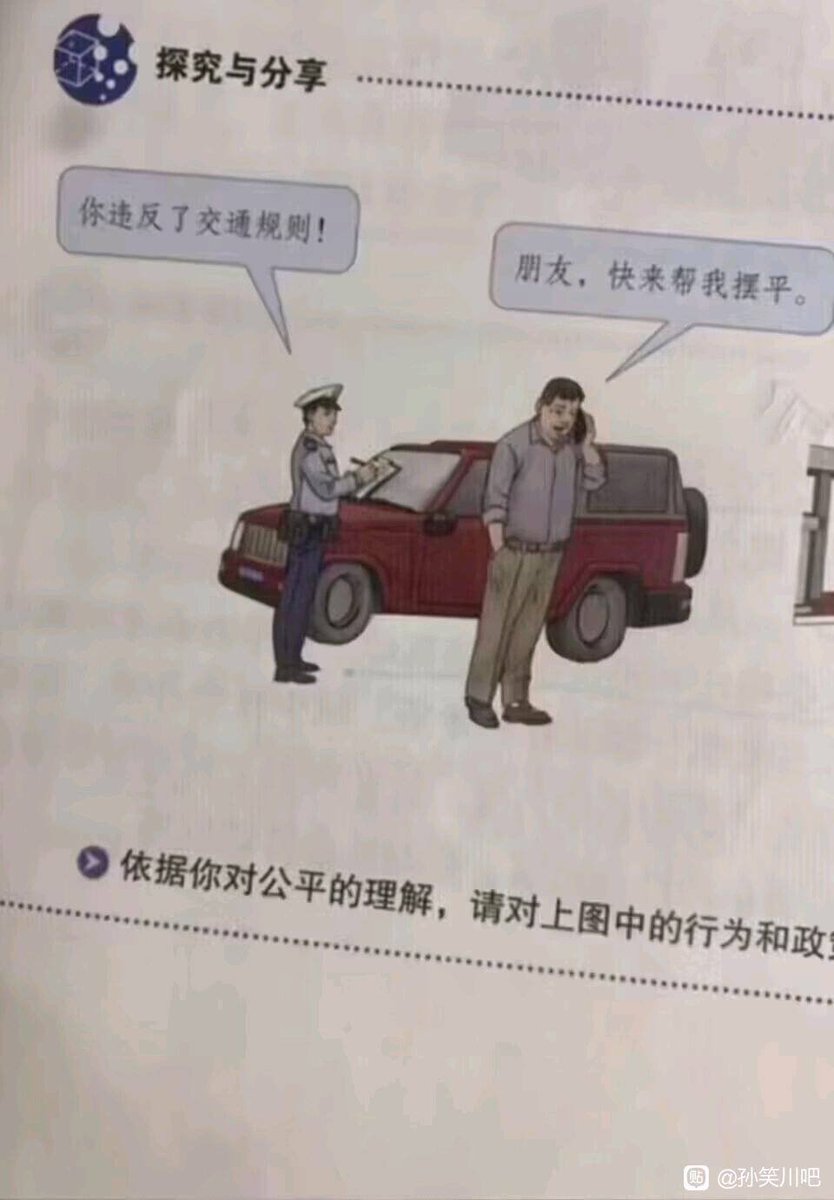 探究与分享
你违反了交通规则！
朋友，快来帮我摆平。
依据你对公平的理解，请对上图中的行为和政策
贴 @孙笑川吧